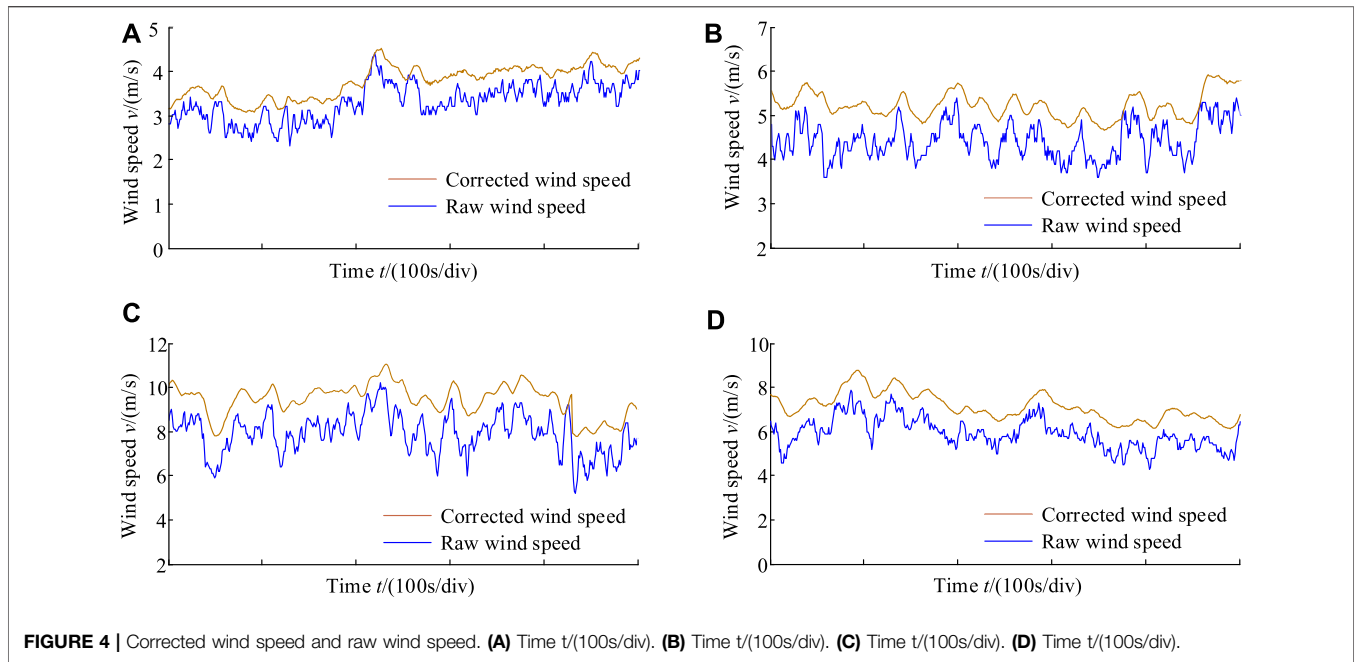 A
Wind speed v/(m/s)
5
4
3
2
0
Corrected wind speed
Raw wind speed
Time t/(100s/div)
B
Wind speed v/(m/s)
7
6
5
4
3
2
Corrected wind speed
Raw wind speed
Time t/(100s/div)
C
Wind speed v/(m/s)
12
10
8
6
4
2
Corrected wind speed
Raw wind speed
Time t/(100s/div)
D
Wind speed v/(m/s)
10
8
6
4
2
0
Corrected wind speed
Raw wind speed
Time t/(100s/div)
FIGURE 4 | Corrected wind speed and raw wind speed. (A) Time t/(100s/div). (B) Time t/(100s/div). (C) Time t/(100s/div). (D) Time t/(100s/div).